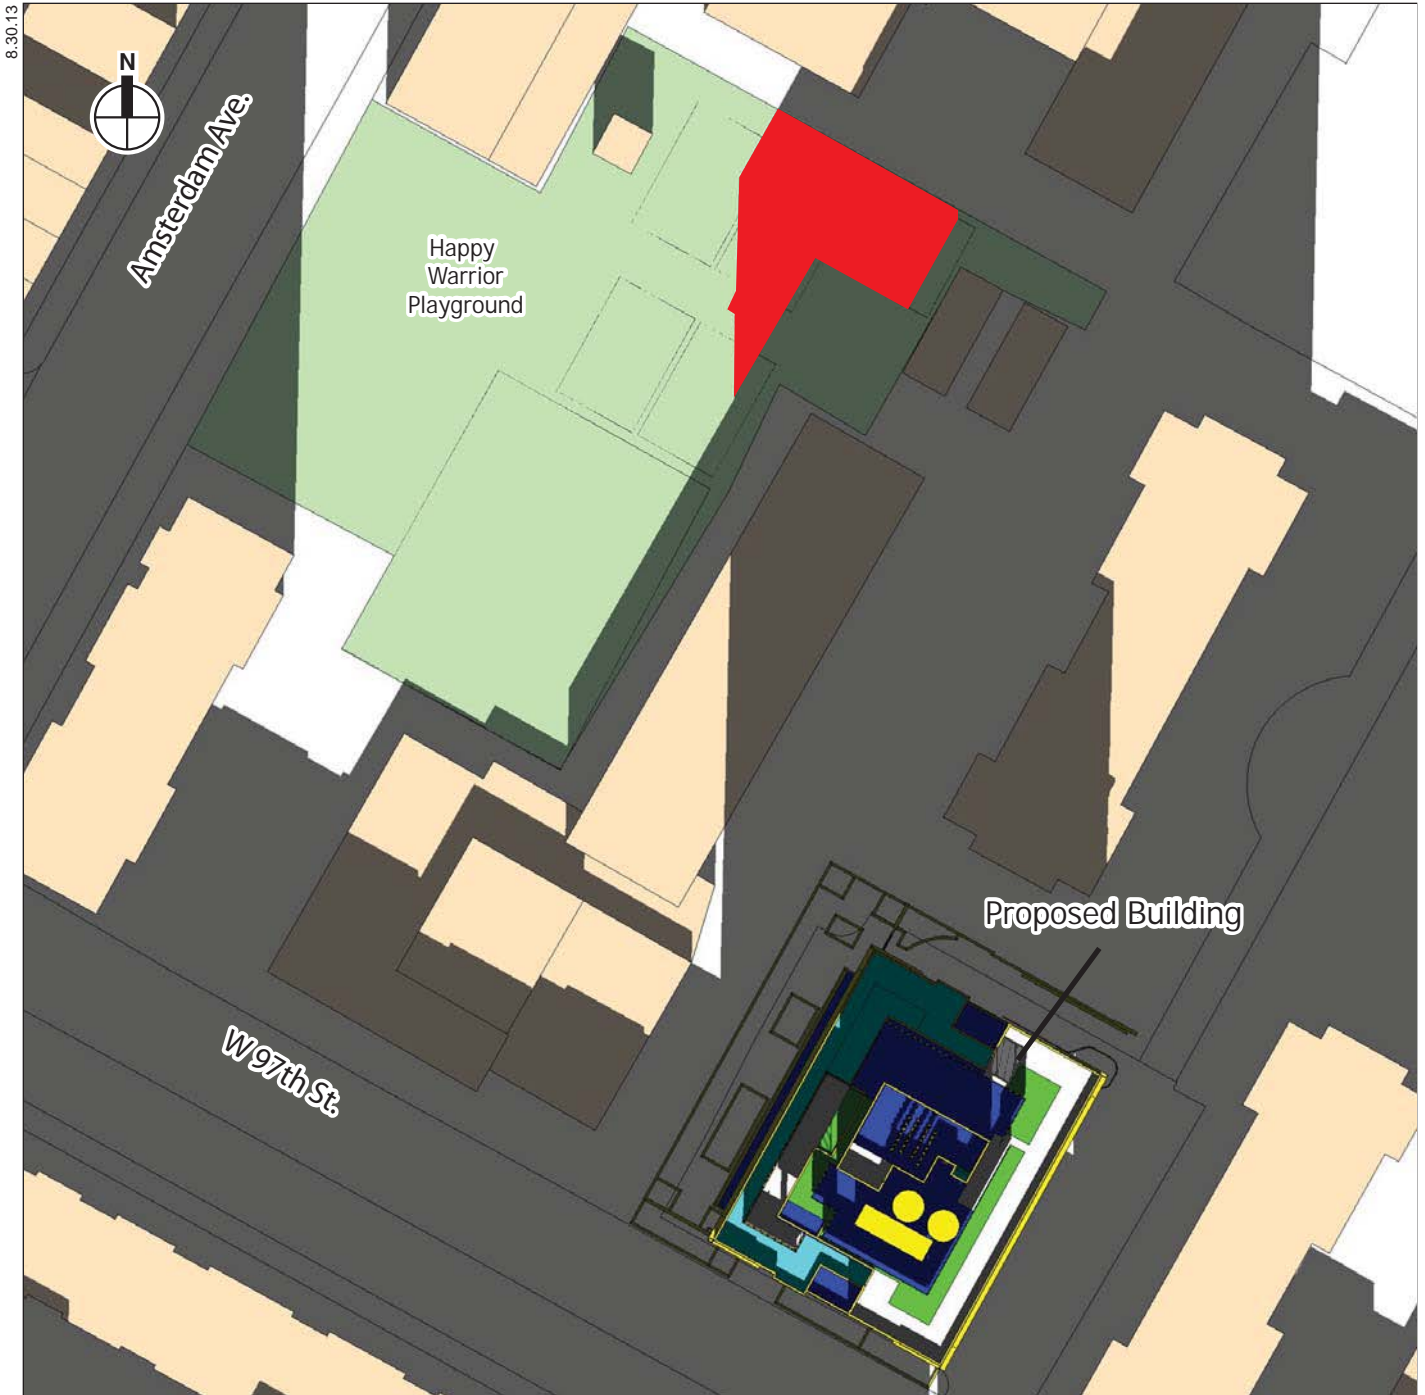 8.30.13
N
Amsterdam Ave.
Happy
Warrior
Playground
Proposed Building
W 97th St.